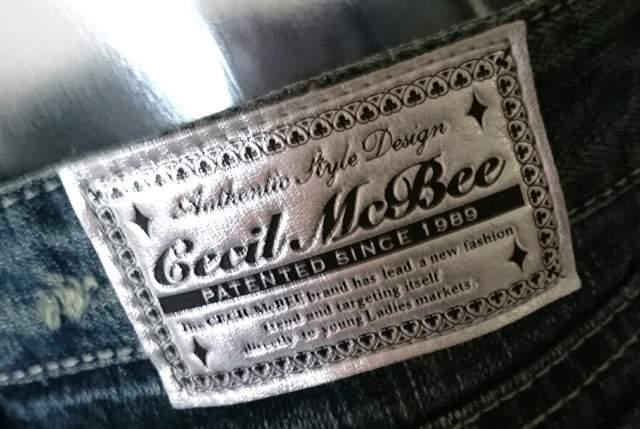 Authentic Style Design
Cecil McBee
PATENTED SINCE 1989
The CECIL McBEE brand has lead a new fashion
trend and targeting itself
directly to young Ladies markets.